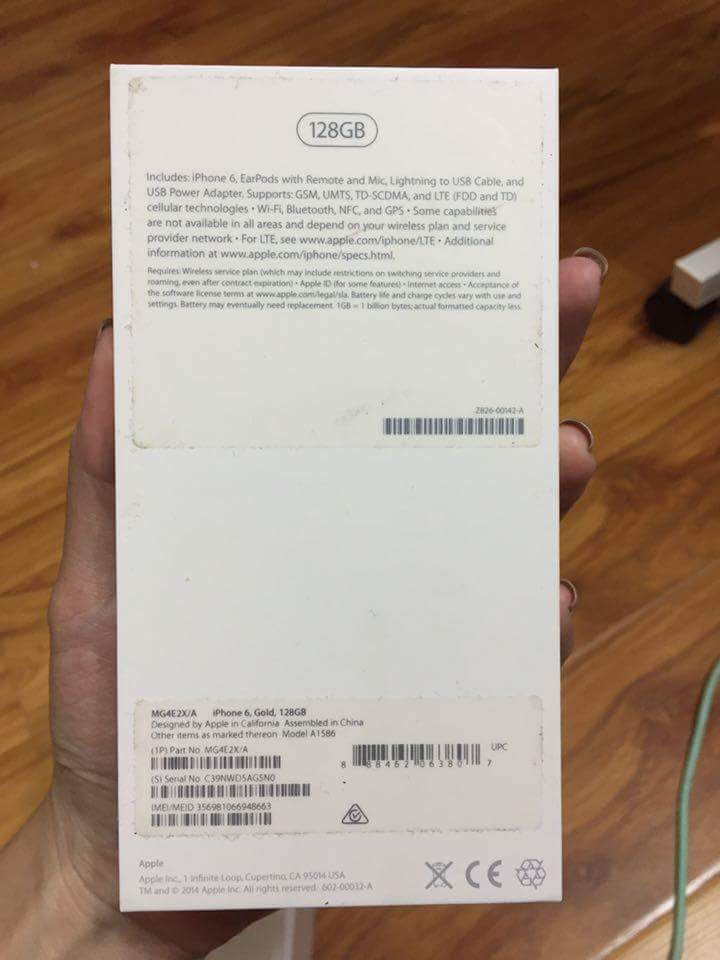 128GB
Includes: iPhone 6, EarPods with Remote and Mic, Lightning to USB Cable, and
USB Power Adapter. Supports: GSM, UMTS, TD-SCDMA, and LTE (FDD and TD)
cellular technologies • Wi-Fi, Bluetooth, NFC, and GPS • Some capabilities
are not available in all areas and depend on your wireless plan and service
provider network • For LTE, see www.apple.com/iphone/LTE • Additional
information at www.apple.com/iphone/specs.html.
Requires: Wireless service plan (which may include restrictions on switching service providers and
roaming, even after contract expiration) • Apple ID (for some features) • Internet access • Acceptance of
the software license terms at www.apple.com/legal/sla. Battery life and charge cycles vary with use and
settings. Battery may eventually need replacement. 1GB = 1 billion bytes; actual formatted capacity less.
Z826-00142-A
MG4E2X/A iPhone 6, Gold, 128GB
Designed by Apple in California Assembled in China
Other items as marked thereon Model A1586
(1P) Part No. MG4E2X/A
UPC
8 88462 06380 7
(S) Serial No. C39NWD5AG5N0
IMEI/MEID 356981066948663
Apple
Apple Inc., 1 Infinite Loop, Cupertino, CA 95014 USA
TM and © 2014 Apple Inc. All rights reserved. 602-00032-A
CE